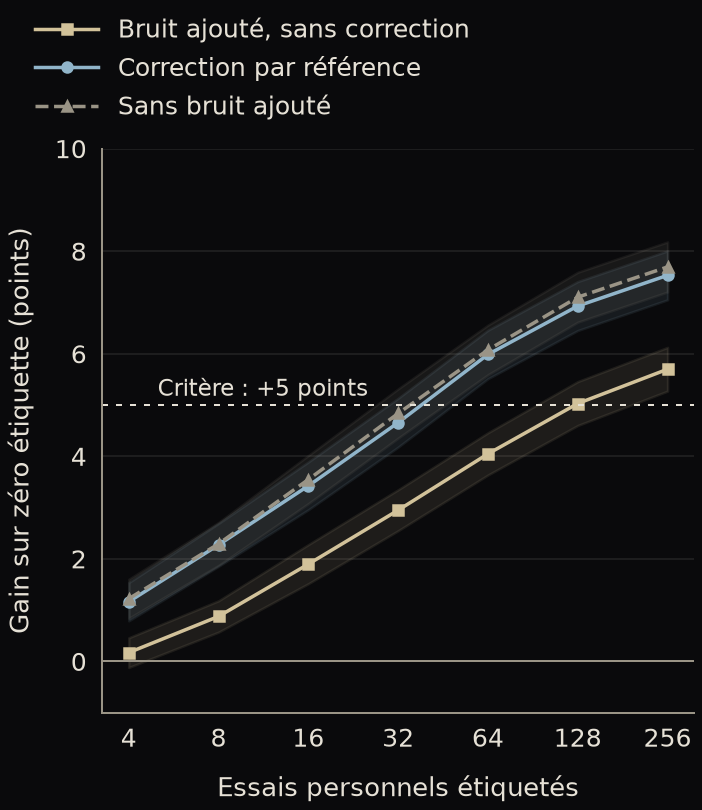 Bruit ajouté, sans correction
Correction par référence
Sans bruit ajouté
10
8
6
4
2
0
Gain sur zéro étiquette (points)
Critère : +5 points
4 8 16 32 64 128 256
Essais personnels étiquetés